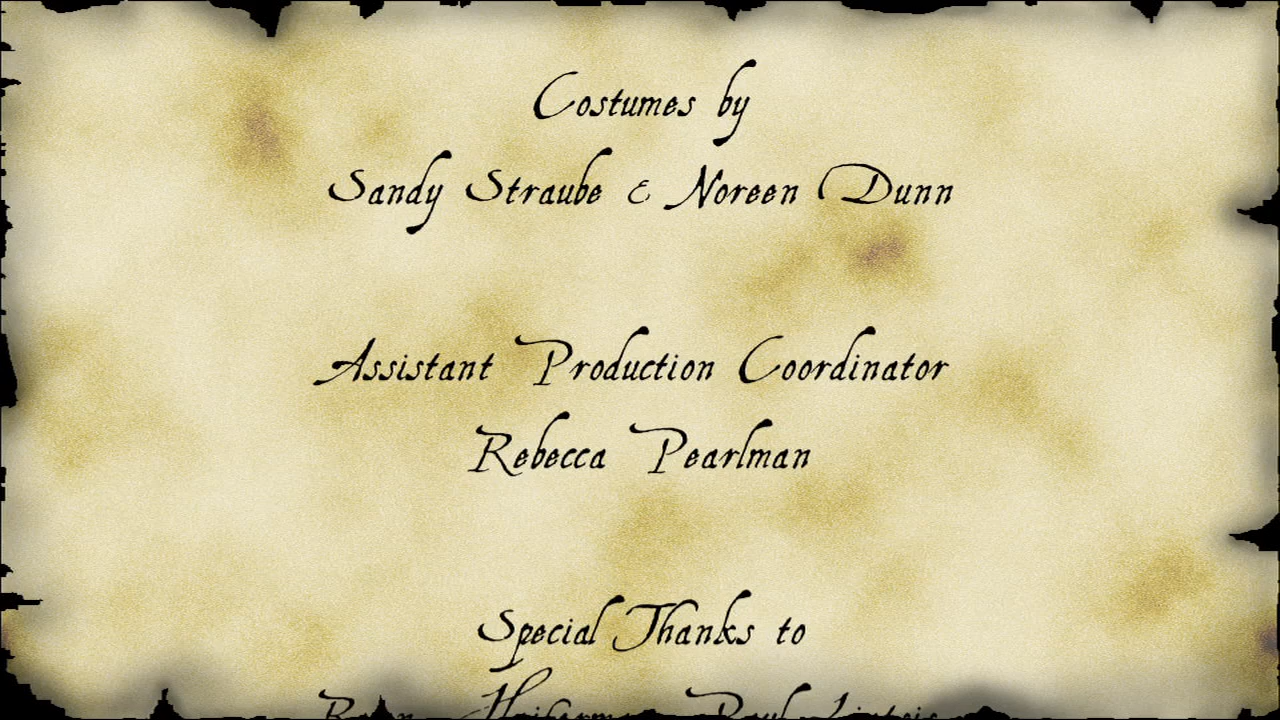 Costumes by
Sandy Straube & Noreen Dunn
Assistant Production Coordinator
Rebecca Pearlman
Special Thanks to